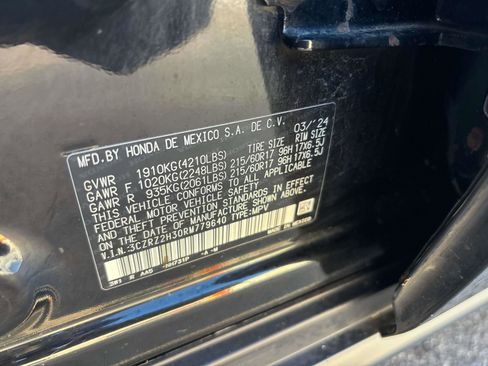 MFD. BY HONDA DE MEXICO S.A. DE C.V. 03/'24
TIRE SIZE RIM SIZE
GVWR 1910KG(4210LBS)
GAWR F 1020KG(2248LBS) 215/60R17 96H 17X6.5J
GAWR R 935KG(2061LBS) 215/60R17 96H 17X6.5J
THIS VEHICLE CONFORMS TO ALL APPLICABLE
FEDERAL MOTOR VEHICLE SAFETY AND THEFT
PREVENTION STANDARDS IN EFFECT ON THE DATE
OF MANUFACTURE SHOWN ABOVE.
V.I.N.:3CZRZ2H30RM779640 TYPE:MPV
AAS NH731P -A-M
MADE IN MEXICO